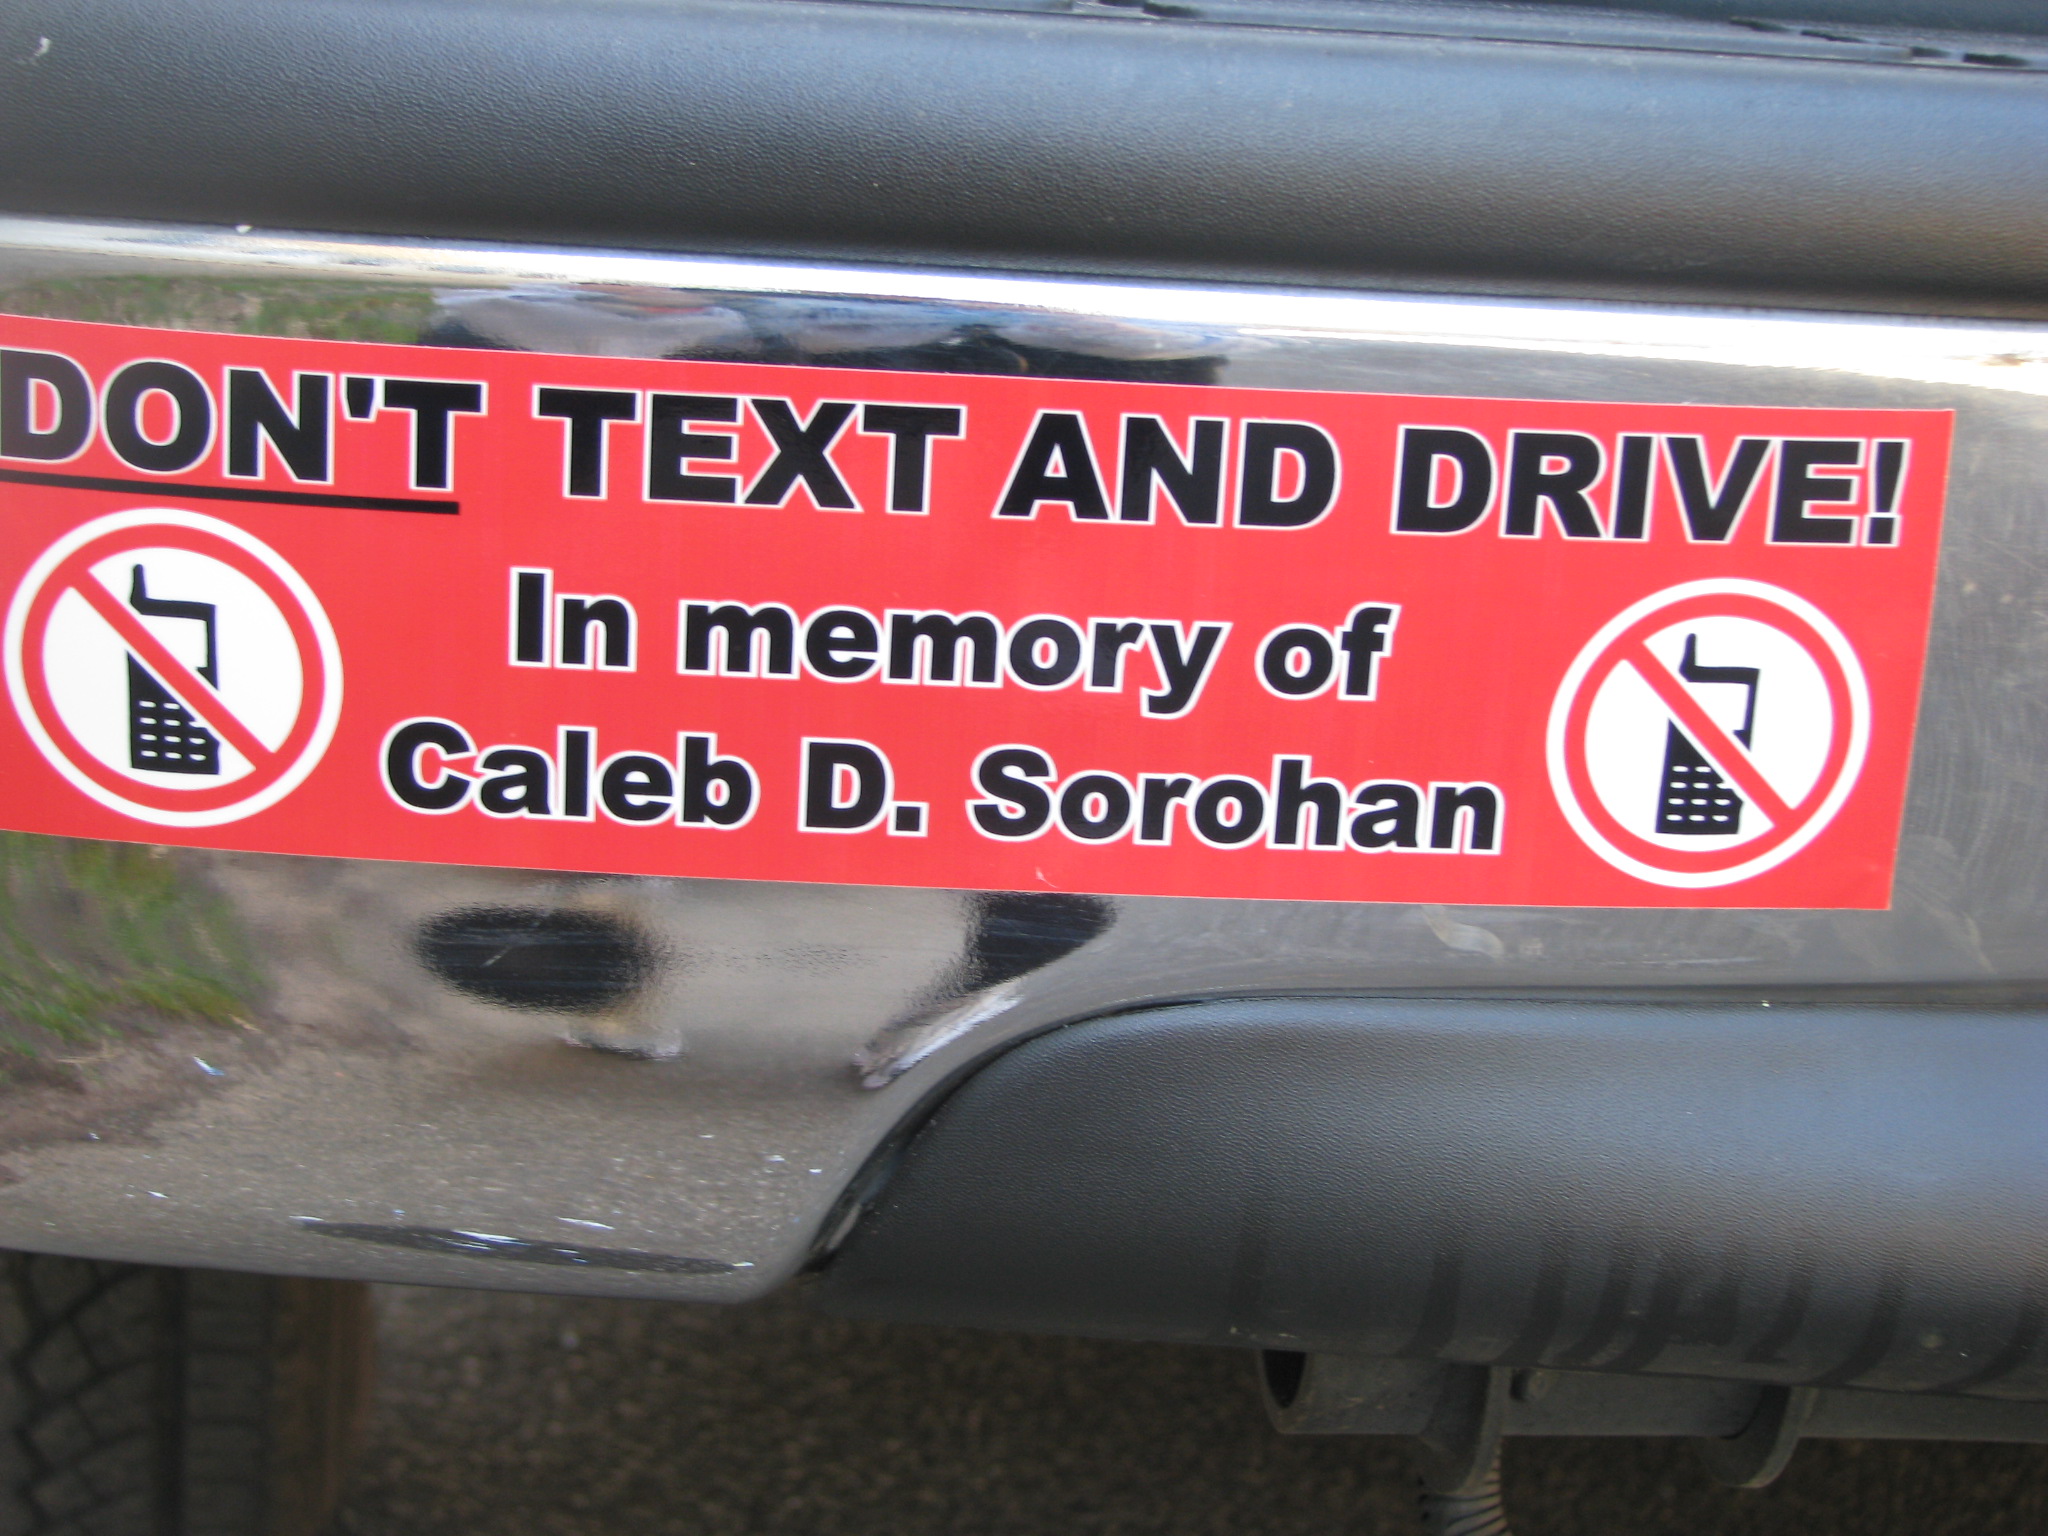 DON'T TEXT AND DRIVE!
In memory of
Caleb D. Sorohan